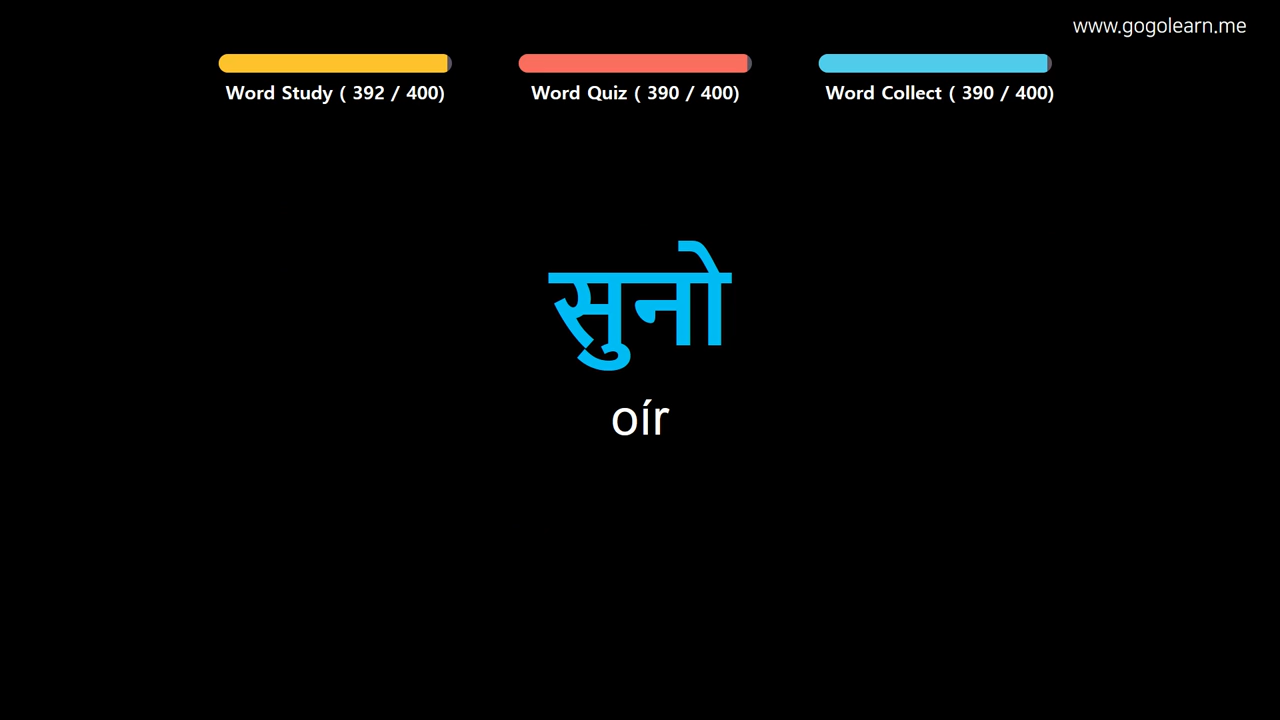 www.gogolearn.me
Word Study ( 392 / 400)
Word Quiz ( 390 / 400)
Word Collect ( 390 / 400)
सुनो
oír